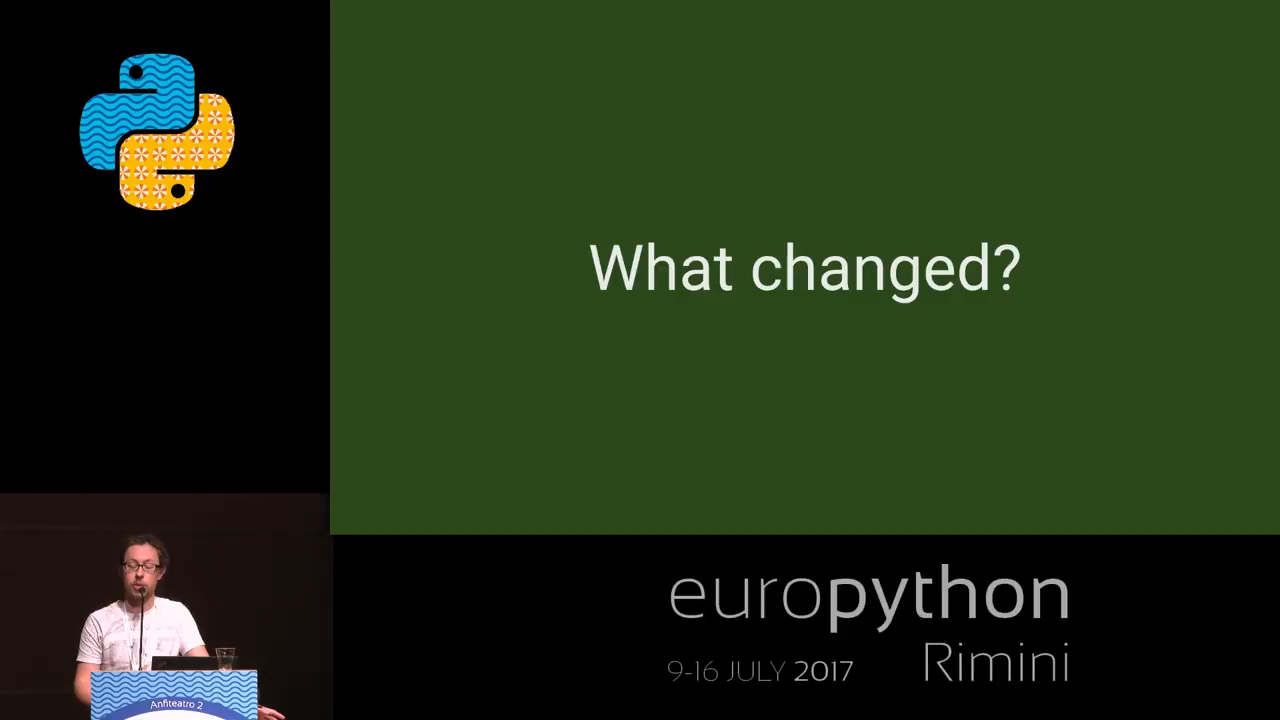 What changed?
europython
9-16 JULY 2017
Rimini
Anfiteatro 2